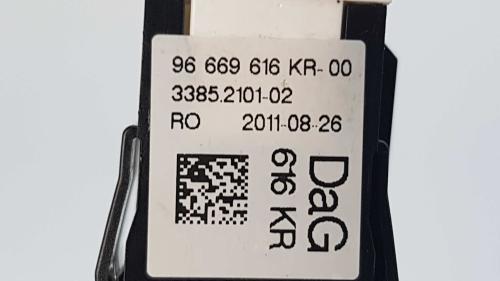 96 669 616 KR-00
3385.2101-02
RO 2011-08-26
DaG
616 KR